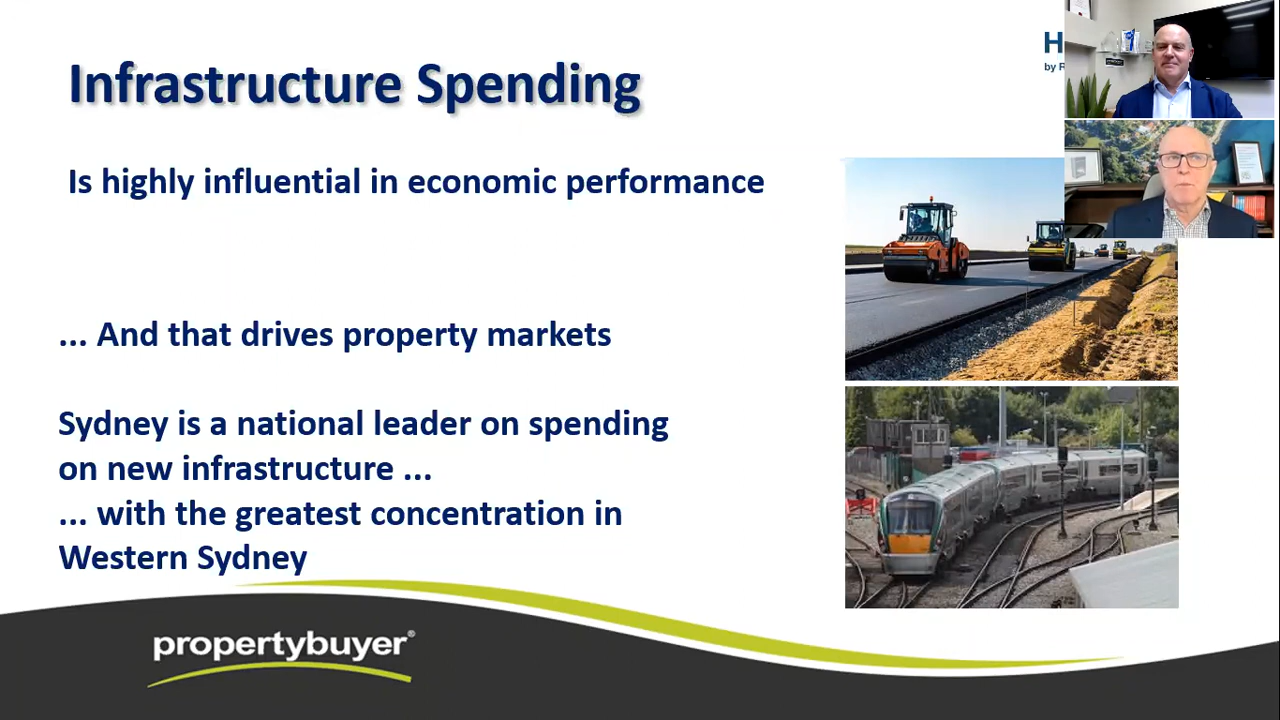 Infrastructure Spending
H
by R
Is highly influential in economic performance
... And that drives property markets
Sydney is a national leader on spending
on new infrastructure ...
... with the greatest concentration in
Western Sydney
propertybuyer®